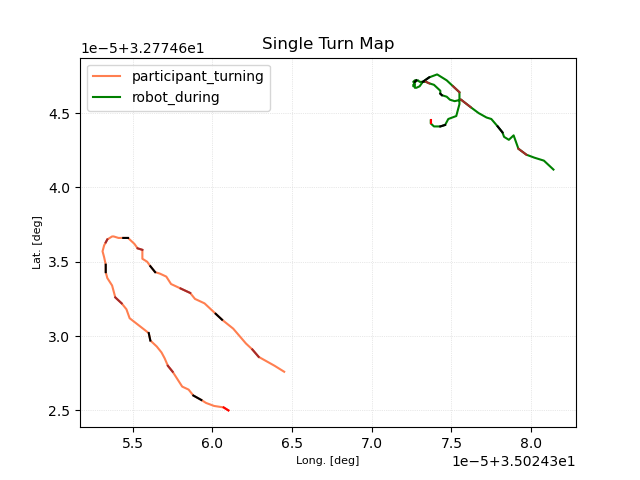 Single Turn Map
1e−5+3.27746e1
participant_turning
robot_during
4.5
4.0
3.5
3.0
2.5
Lat. [deg]
5.5 6.0 6.5 7.0 7.5 8.0
Long. [deg]
1e−5+3.50243e1